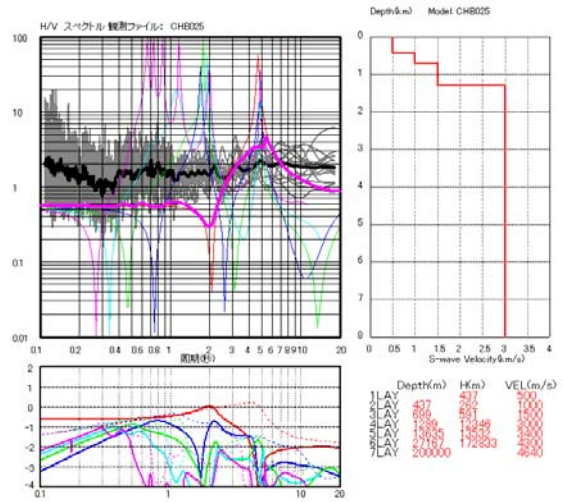 H/V スペクトル 観測ファイル: CHB025
Depth(km) Model: CHB025
100
10
1
0.1
0.01
0.1 0.2 0.4 0.6 0.8 1 2 3 4 5 6 7 8 9 10 20
周期(秒)
0
1
2
3
4
5
6
7
8
0 0.5 1 1.5 2 2.5 3 3.5 4
S-wave Velocity(km/s)
2
1
0
-1
-2
-3
-4
0.1 1 10 20
Depth(m) H(m) VEL(m/s)
1LAY 437 500
2LAY 437 1000
3LAY 689 591 1500
4LAY 3000
5LAY
6LAY 172833
7LAY 200000 4640